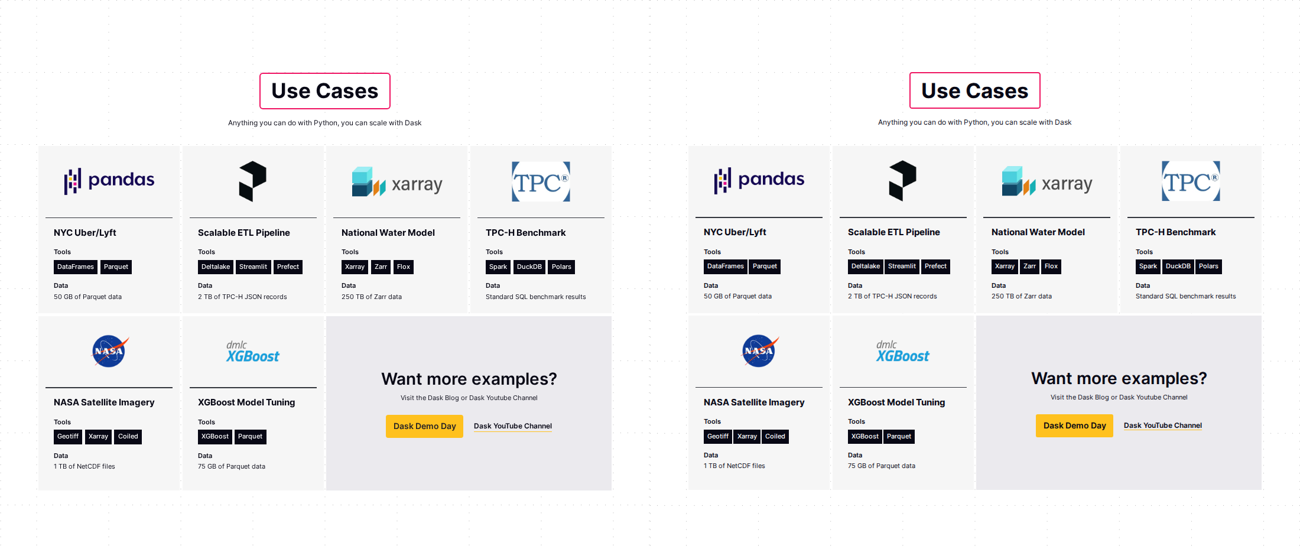 Use Cases
Anything you can do with Python, you can scale with Dask
pandas
xarray
TPC®
NYC Uber/Lyft
Scalable ETL Pipeline
National Water Model
TPC-H Benchmark
Tools
Tools
Tools
Tools
DataFrames Parquet
Deltalake Streamlit Prefect
Xarray Zarr Flox
Spark DuckDB Polars
Data
Data
Data
Data
50 GB of Parquet data
2 TB of TPC-H JSON records
250 TB of Zarr data
Standard SQL benchmark results
NASA
dmlc
XGBoost
NASA Satellite Imagery
XGBoost Model Tuning
Tools
Tools
Geotiff Xarray Coiled
XGBoost Parquet
Data
Data
1 TB of NetCDF files
75 GB of Parquet data
Want more examples?
Visit the Dask Blog or Dask Youtube Channel
Dask Demo Day
Dask YouTube Channel
Use Cases
Anything you can do with Python, you can scale with Dask
pandas
xarray
TPC®
NYC Uber/Lyft
Scalable ETL Pipeline
National Water Model
TPC-H Benchmark
Tools
Tools
Tools
Tools
DataFrames Parquet
Deltalake Streamlit Prefect
Xarray Zarr Flox
Spark DuckDB Polars
Data
Data
Data
Data
50 GB of Parquet data
2 TB of TPC-H JSON records
250 TB of Zarr data
Standard SQL benchmark results
NASA
dmlc
XGBoost
NASA Satellite Imagery
XGBoost Model Tuning
Tools
Tools
Geotiff Xarray Coiled
XGBoost Parquet
Data
Data
1 TB of NetCDF files
75 GB of Parquet data
Want more examples?
Visit the Dask Blog or Dask Youtube Channel
Dask Demo Day
Dask YouTube Channel